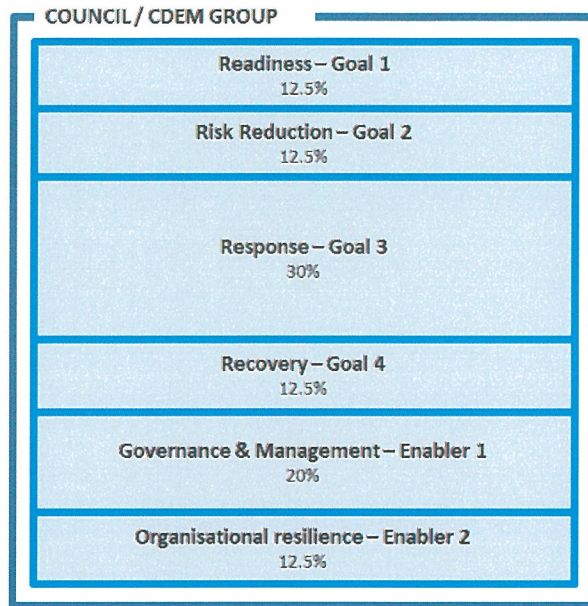 COUNCIL / CDEM GROUP
Readiness – Goal 1
12.5%
Risk Reduction – Goal 2
12.5%
Response – Goal 3
30%
Recovery – Goal 4
12.5%
Governance & Management – Enabler 1
20%
Organisational resilience – Enabler 2
12.5%